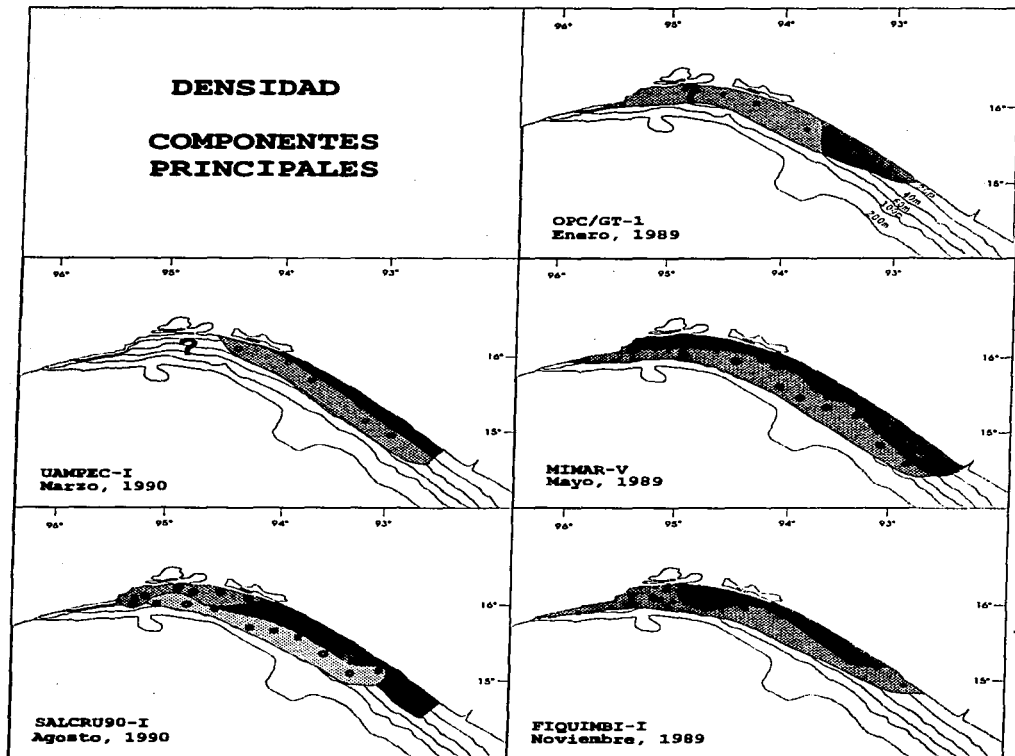 DENSIDAD
COMPONENTES
PRINCIPALES
96°
95°
94°
93°
16°
15°
?
40m
200m
OPC/GT-1
Enero, 1989
96°
95°
94°
93°
?
16°
15°
UAMPEC-I
Marzo, 1990
96°
95°
94°
93°
16°
15°
MIMAR-V
Mayo, 1989
96°
95°
94°
93°
16°
15°
SALCRU90-I
Agosto, 1990
96°
95°
94°
93°
16°
15°
FIQUIMBI-I
Noviembre, 1989